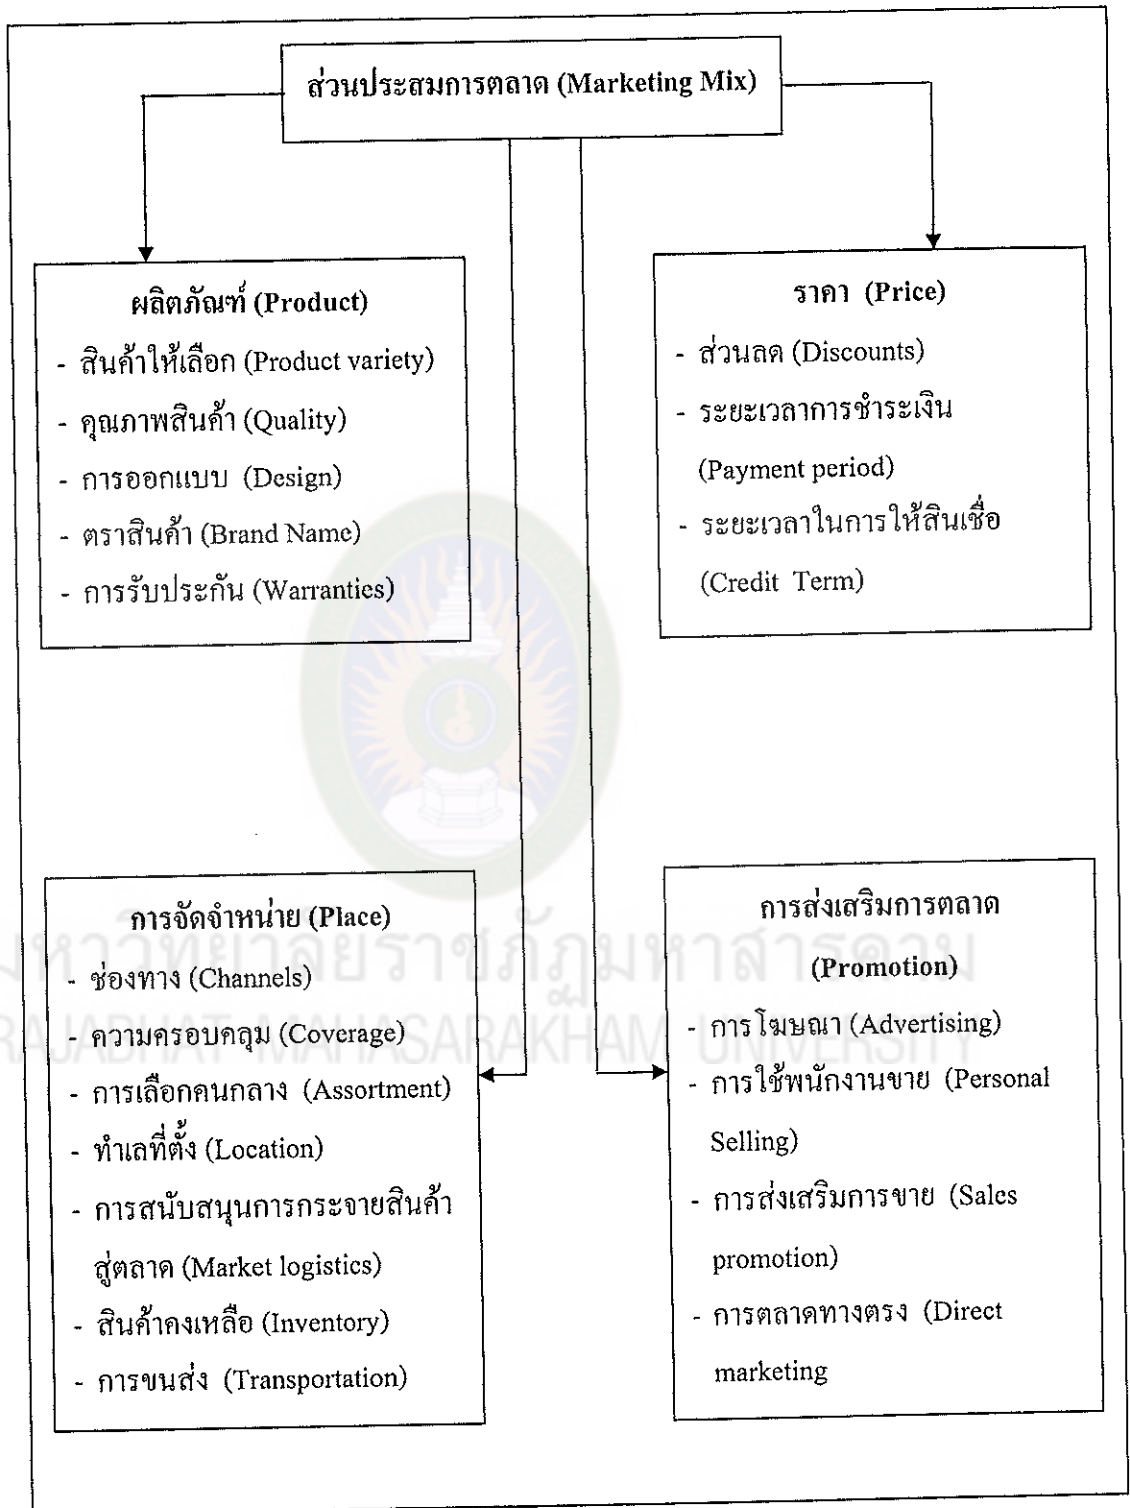 ส่วนประสมการตลาด (Marketing Mix)
ผลิตภัณฑ์ (Product)
- สินค้าให้เลือก (Product variety)
- คุณภาพสินค้า (Quality)
- การออกแบบ (Design)
- ตราสินค้า (Brand Name)
- การรับประกัน (Warranties)
ราคา (Price)
- ส่วนลด (Discounts)
- ระยะเวลาการชำระเงิน
(Payment period)
- ระยะเวลาในการให้สินเชื่อ
(Credit Term)
การจัดจำหน่าย (Place)
- ช่องทาง (Channels)
- ความครอบคลุม (Coverage)
- การเลือกคนกลาง (Assortment)
- ทำเลที่ตั้ง (Location)
- การสนับสนุนการกระจายสินค้า
สู่ตลาด (Market logistics)
- สินค้าคงเหลือ (Inventory)
- การขนส่ง (Transportation)
การส่งเสริมการตลาด
(Promotion)
- การโฆษณา (Advertising)
- การใช้พนักงานขาย (Personal
Selling)
- การส่งเสริมการขาย (Sales
promotion)
- การตลาดทางตรง (Direct
marketing
มหาวิทยาลัยราชภัฏมหาสารคาม
RAJABHAT MAHASARAKHAM UNIVERSITY